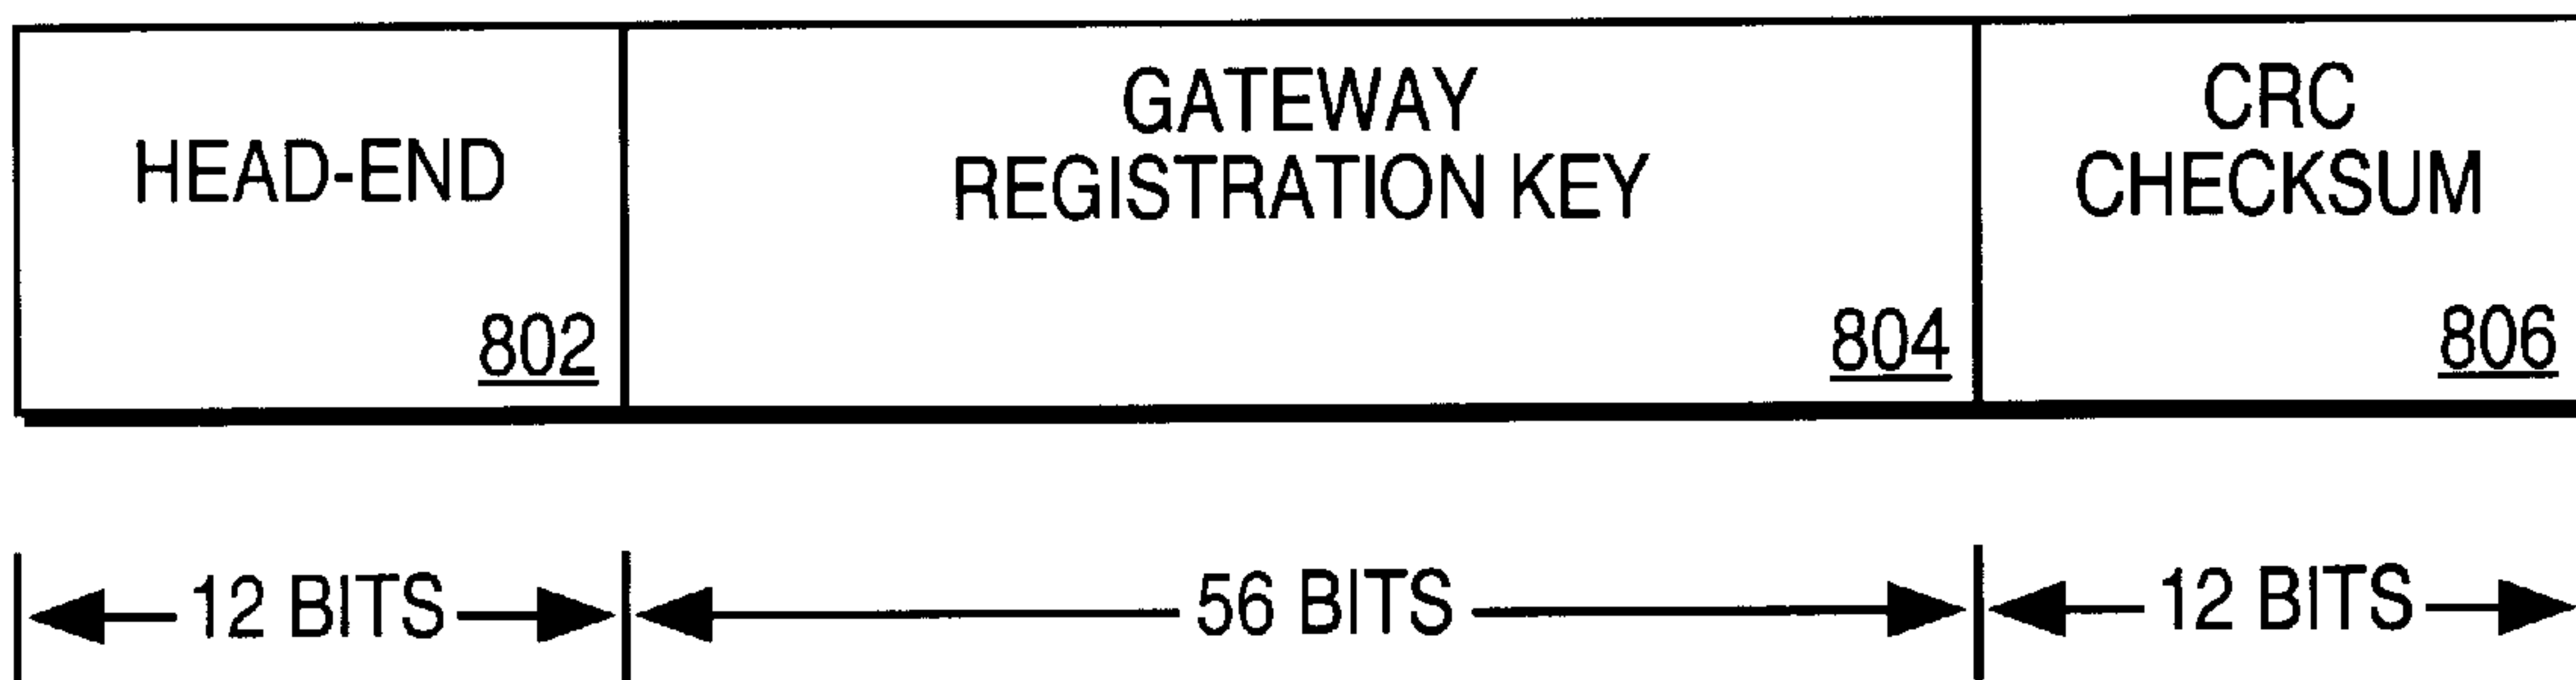 HEAD-END
GATEWAY
REGISTRATION KEY
CRC
CHECKSUM
802
804
806
12 BITS
56 BITS
12 BITS